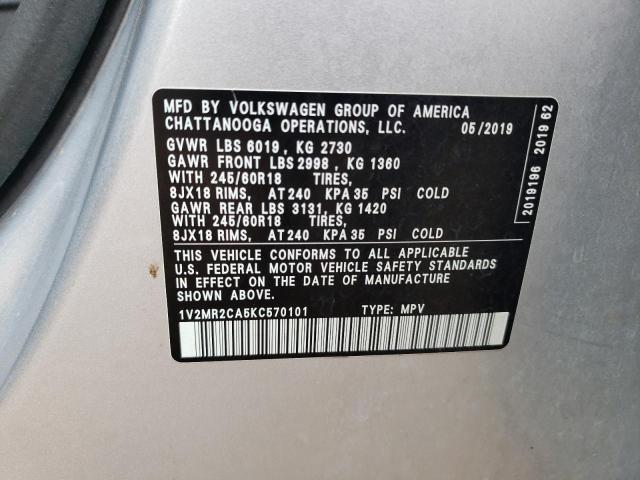 MFD BY VOLKSWAGEN GROUP OF AMERICA
CHATTANOOGA OPERATIONS, LLC. 05/2019
GVWR LBS 6019, KG 2730
GAWR FRONT LBS 2998, KG 1360
WITH 245/60R18 TIRES,
8JX18 RIMS, AT 240 KPA 35 PSI COLD
GAWR REAR LBS 3131, KG 1420
WITH 245/60R18 TIRES,
8JX18 RIMS, AT 240 KPA 35 PSI COLD
THIS VEHICLE CONFORMS TO ALL APPLICABLE
U.S. FEDERAL MOTOR VEHICLE SAFETY STANDARDS
IN EFFECT ON THE DATE OF MANUFACTURE
SHOWN ABOVE
1V2MR2CA5KC570101 TYPE: MPV
2019196 2019 62